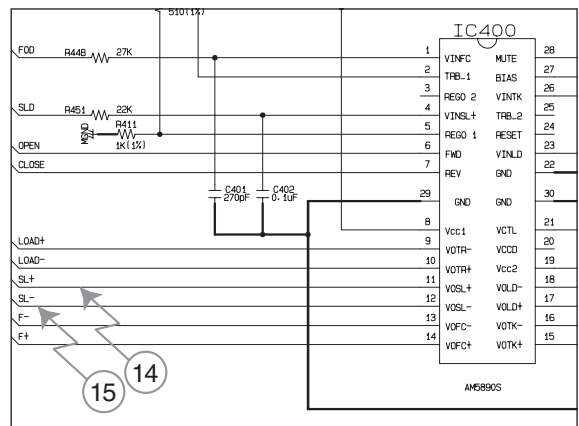 510(1%)
IC400
FOD
R448
27K
SLD
R451
22K
MGND
R411
1K(1%)
OPEN
CLOSE
C401
270pF
C402
0.1uF
LOAD+
LOAD-
SL+
SL-
F-
F+
14
15
1 VINFC MUTE 28
2 TRB_1 BIAS 27
3 REGO 2 VINTK 26
4 VINSL+ TRB_2 25
5 REGO 1 RESET 24
6 FWD VINLD 23
7 REV GND 22
29 GND GND 30
8 Vcc1 VCTL 21
9 VOTR- VCCD 20
10 VOTR+ Vcc2 19
11 VOSL+ VOLD- 18
12 VOSL- VOLD+ 17
13 VOFC- VOTK- 16
14 VOFC+ VOTK+ 15
AM5890S